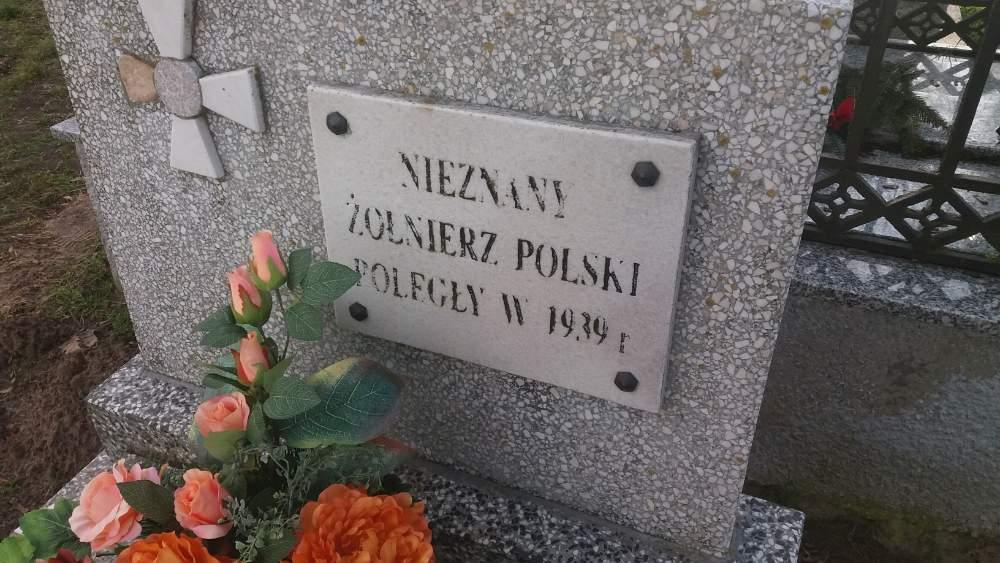 NIEZNANY
ŻOŁNIERZ POLSKI
POLEGŁY W 1939 r